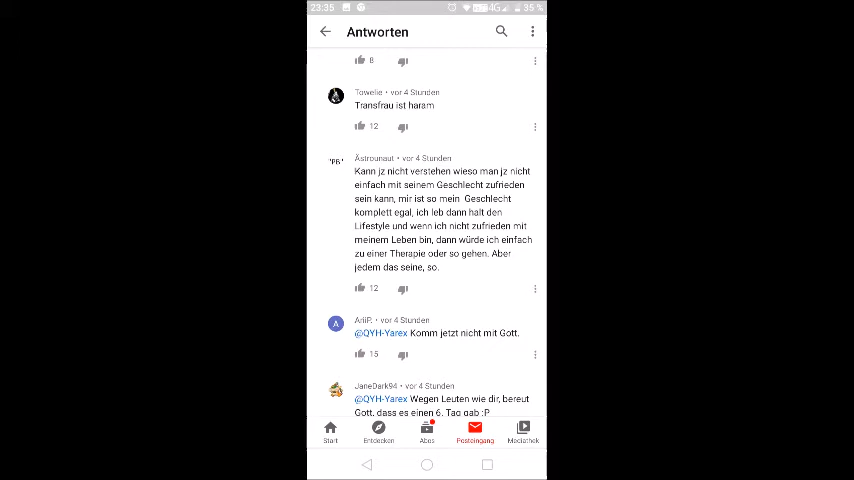 23:35 4G 35 %
Antworten
8
Towelie • vor 4 Stunden
Transfrau ist haram
12
"PB"
Ästrounaut • vor 4 Stunden
Kann jz nicht verstehen wieso man jz nicht
einfach mit seinem Geschlecht zufrieden
sein kann, mir ist so mein Geschlecht
komplett egal, ich leb dann halt den
Lifestyle und wenn ich nicht zufrieden mit
meinem Leben bin, dann würde ich einfach
zu einer Therapie oder so gehen. Aber
jedem das seine, so.
12
A
AriiP. • vor 4 Stunden
@QYH-Yarex Komm jetzt nicht mit Gott.
15
JaneDark94 • vor 4 Stunden
@QYH-Yarex Wegen Leuten wie dir, bereut
Gott, dass es einen 6. Tag gab :P
Start Entdecken Abos Posteingang Mediathek